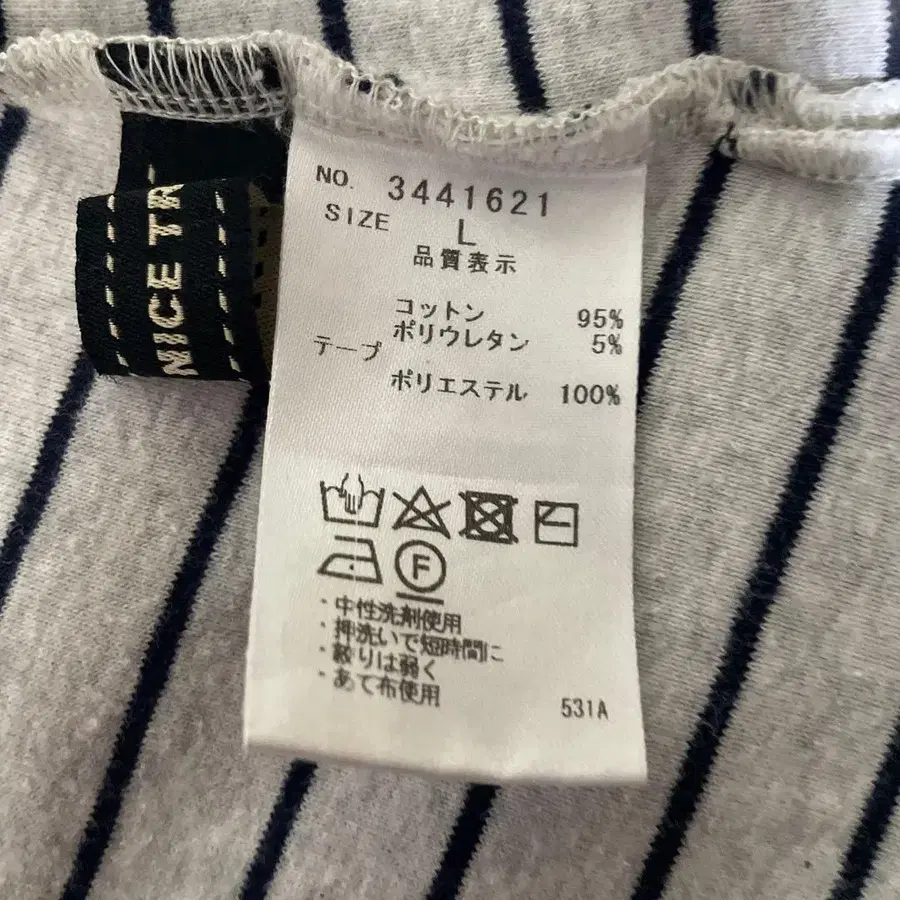 NICE TR
NO. 3441621
SIZE L
品質表示
コットン 95%
ポリウレタン 5%
テープ
ポリエステル 100%
F
・中性洗剤使用
・押洗いで短時間に
・絞りは弱く
・あて布使用
531A